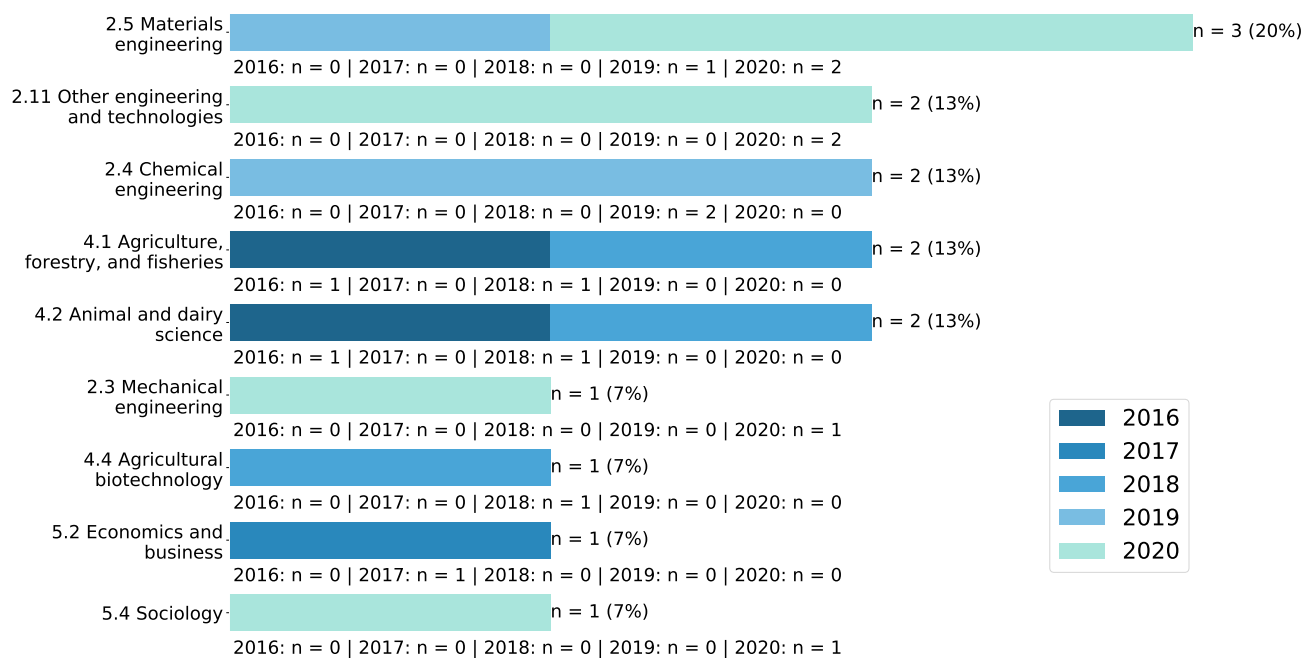 2.5 Materials
engineering
n = 3 (20%)
2016: n = 0 | 2017: n = 0 | 2018: n = 0 | 2019: n = 1 | 2020: n = 2
2.11 Other engineering
and technologies
n = 2 (13%)
2016: n = 0 | 2017: n = 0 | 2018: n = 0 | 2019: n = 0 | 2020: n = 2
2.4 Chemical
engineering
n = 2 (13%)
2016: n = 0 | 2017: n = 0 | 2018: n = 0 | 2019: n = 2 | 2020: n = 0
4.1 Agriculture,
forestry, and fisheries
n = 2 (13%)
2016: n = 1 | 2017: n = 0 | 2018: n = 1 | 2019: n = 0 | 2020: n = 0
4.2 Animal and dairy
science
n = 2 (13%)
2016: n = 1 | 2017: n = 0 | 2018: n = 1 | 2019: n = 0 | 2020: n = 0
2.3 Mechanical
engineering
n = 1 (7%)
2016: n = 0 | 2017: n = 0 | 2018: n = 0 | 2019: n = 0 | 2020: n = 1
4.4 Agricultural
biotechnology
n = 1 (7%)
2016: n = 0 | 2017: n = 0 | 2018: n = 1 | 2019: n = 0 | 2020: n = 0
5.2 Economics and
business
n = 1 (7%)
2016: n = 0 | 2017: n = 1 | 2018: n = 0 | 2019: n = 0 | 2020: n = 0
5.4 Sociology
n = 1 (7%)
2016: n = 0 | 2017: n = 0 | 2018: n = 0 | 2019: n = 0 | 2020: n = 1
2016
2017
2018
2019
2020